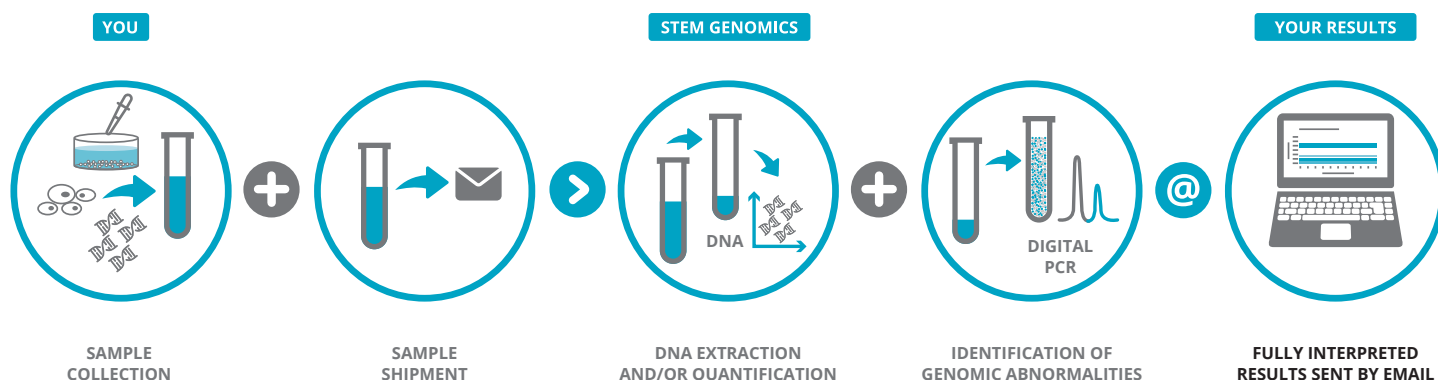 YOU
STEM GENOMICS
YOUR RESULTS
@
DNA
DIGITAL
PCR
SAMPLE
COLLECTION
SAMPLE
SHIPMENT
DNA EXTRACTION
AND/OR QUANTIFICATION
IDENTIFICATION OF
GENOMIC ABNORMALITIES
FULLY INTERPRETED
RESULTS SENT BY EMAIL